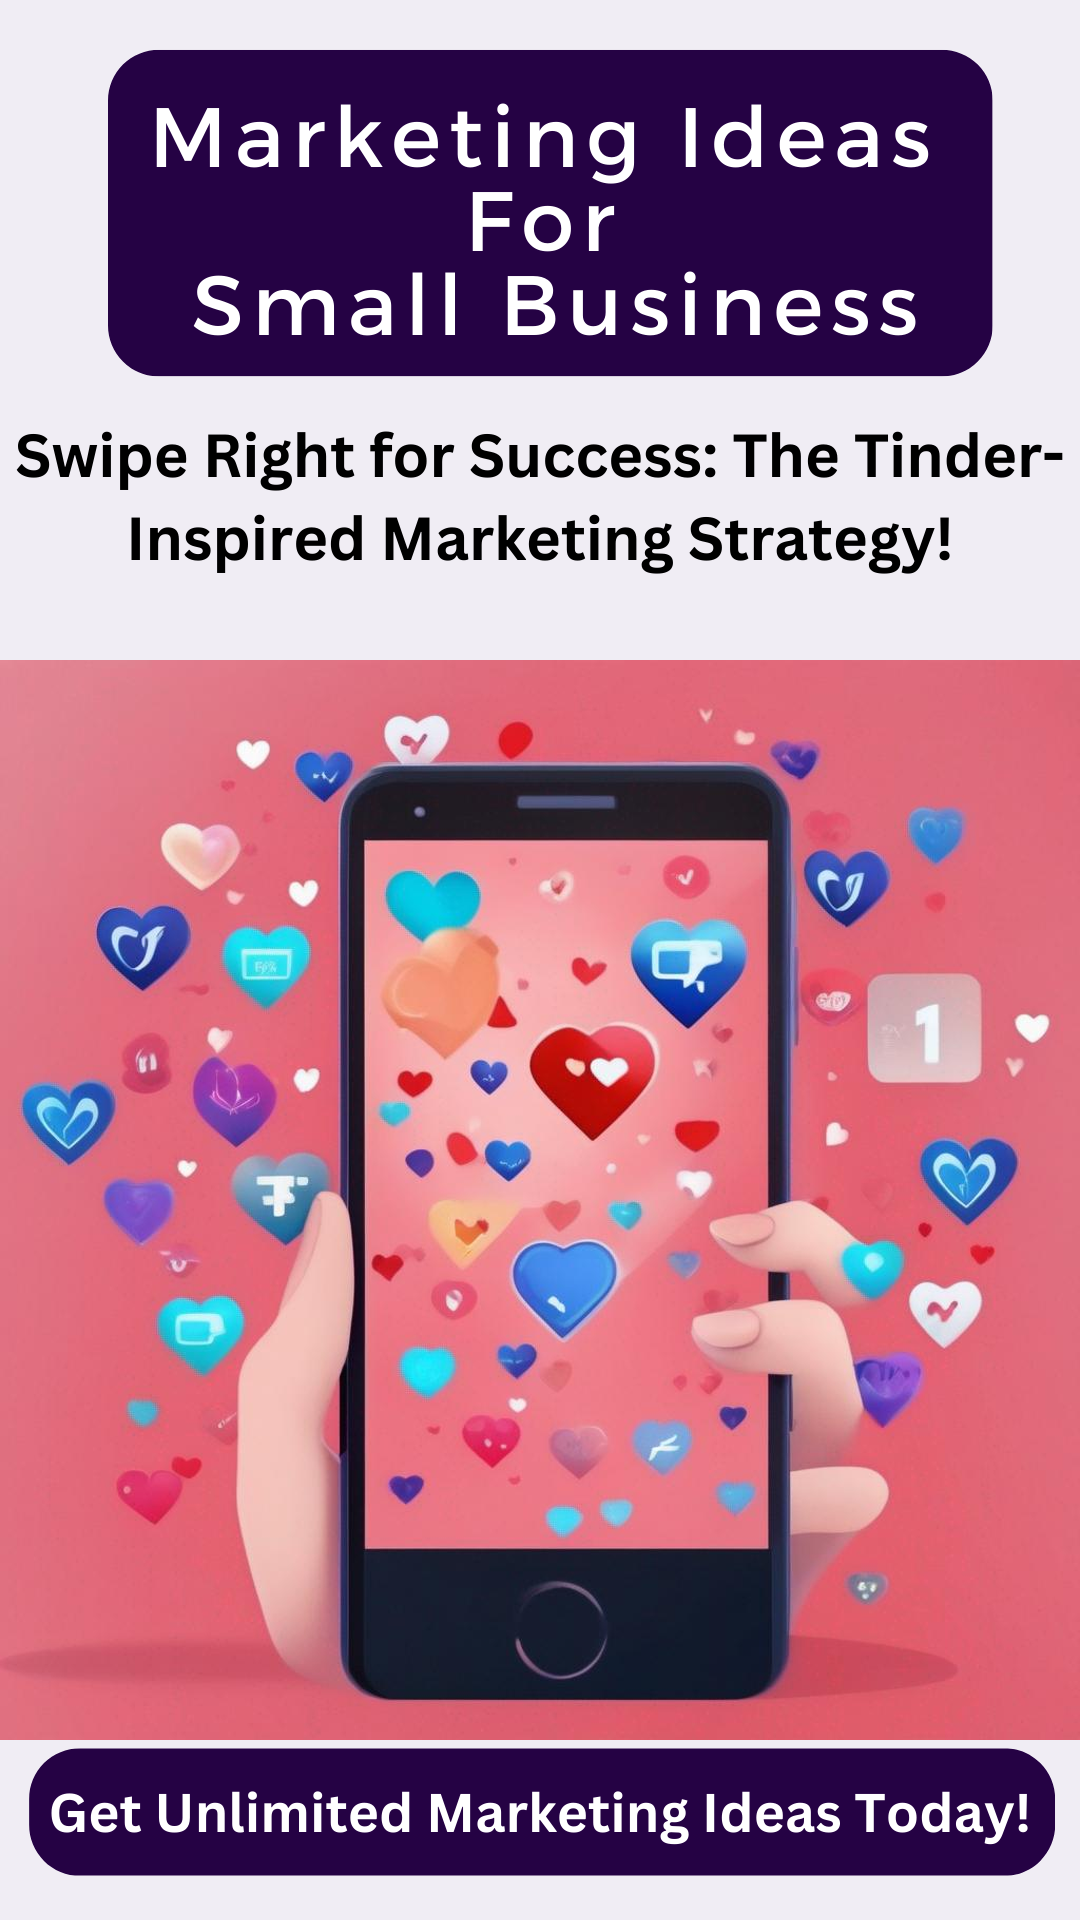 Marketing Ideas
For
Small Business
Swipe Right for Success: The Tinder-
Inspired Marketing Strategy!
1
Get Unlimited Marketing Ideas Today!